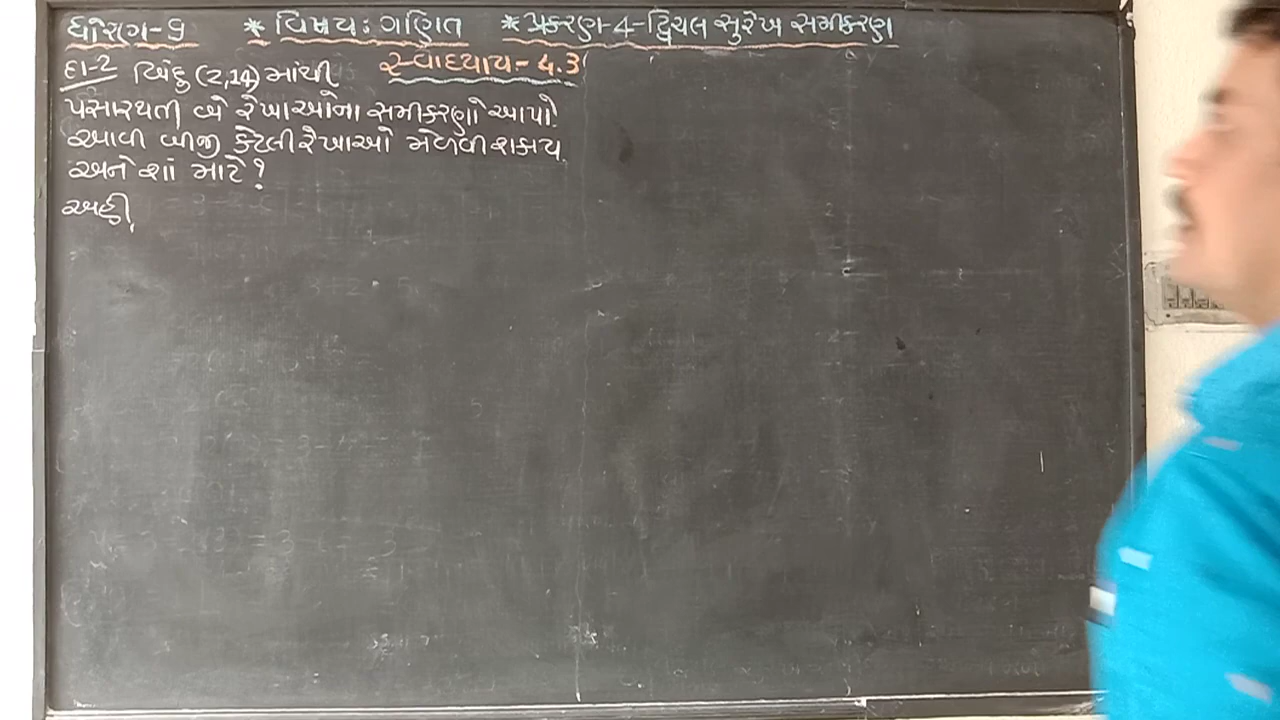 ધોરણ-9 * વિષય : ગણિત * પ્રકરણ-4-દ્વિચલ સુરેખ સમીકરણ
સ્વાધ્યાય- 4.3
દા-2 બિંદુ (2,14) માંથી
પસાર થતી બે રેખાઓના સમીકરણો આપો.
આવી બીજી કેટલી રેખાઓ મેળવી શકાય
અને શાં માટે ?
અહીં,